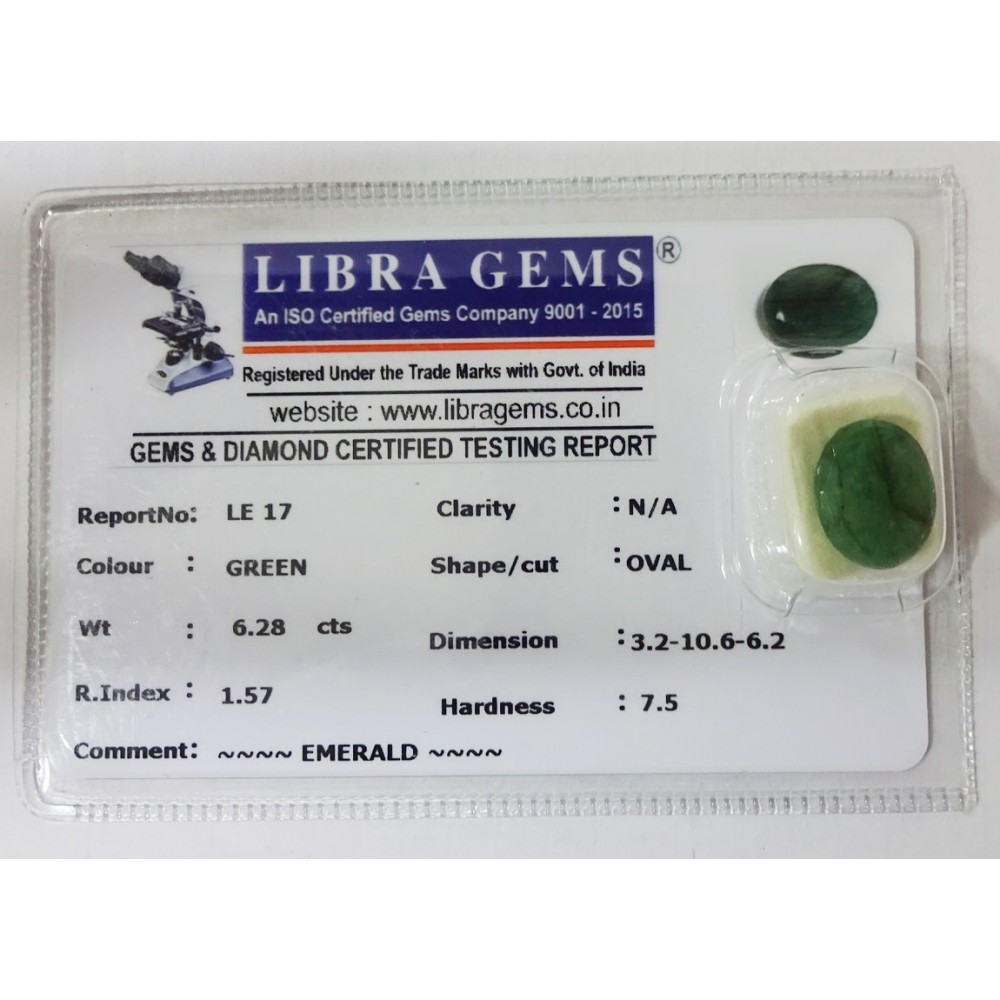 LIBRA GEMS ®
An ISO Certified Gems Company 9001 - 2015
Registered Under the Trade Marks with Govt. of India
website : www.libragems.co.in
GEMS & DIAMOND CERTIFIED TESTING REPORT
ReportNo: LE 17 Clarity : N/A
Colour : GREEN Shape/cut : OVAL
Wt : 6.28 cts Dimension : 3.2-10.6-6.2
R.Index : 1.57 Hardness : 7.5
Comment: ~~~~ EMERALD ~~~~